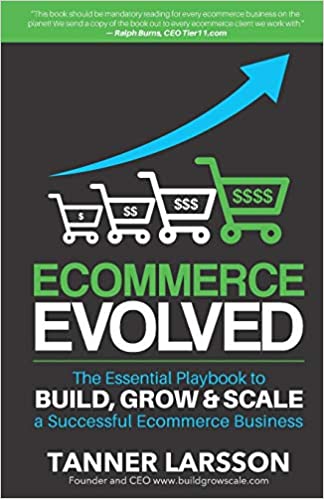 "This book should be mandatory reading for every ecommerce business on the
planet! We send a copy of the book out to every ecommerce client we work with."
— Ralph Burns, CEO Tier11.com
$ $$ $$$ $$$$
ECOMMERCE
EVOLVED
The Essential Playbook to
BUILD, GROW & SCALE
a Successful Ecommerce Business
TANNER LARSSON
Founder and CEO www.buildgrowscale.com